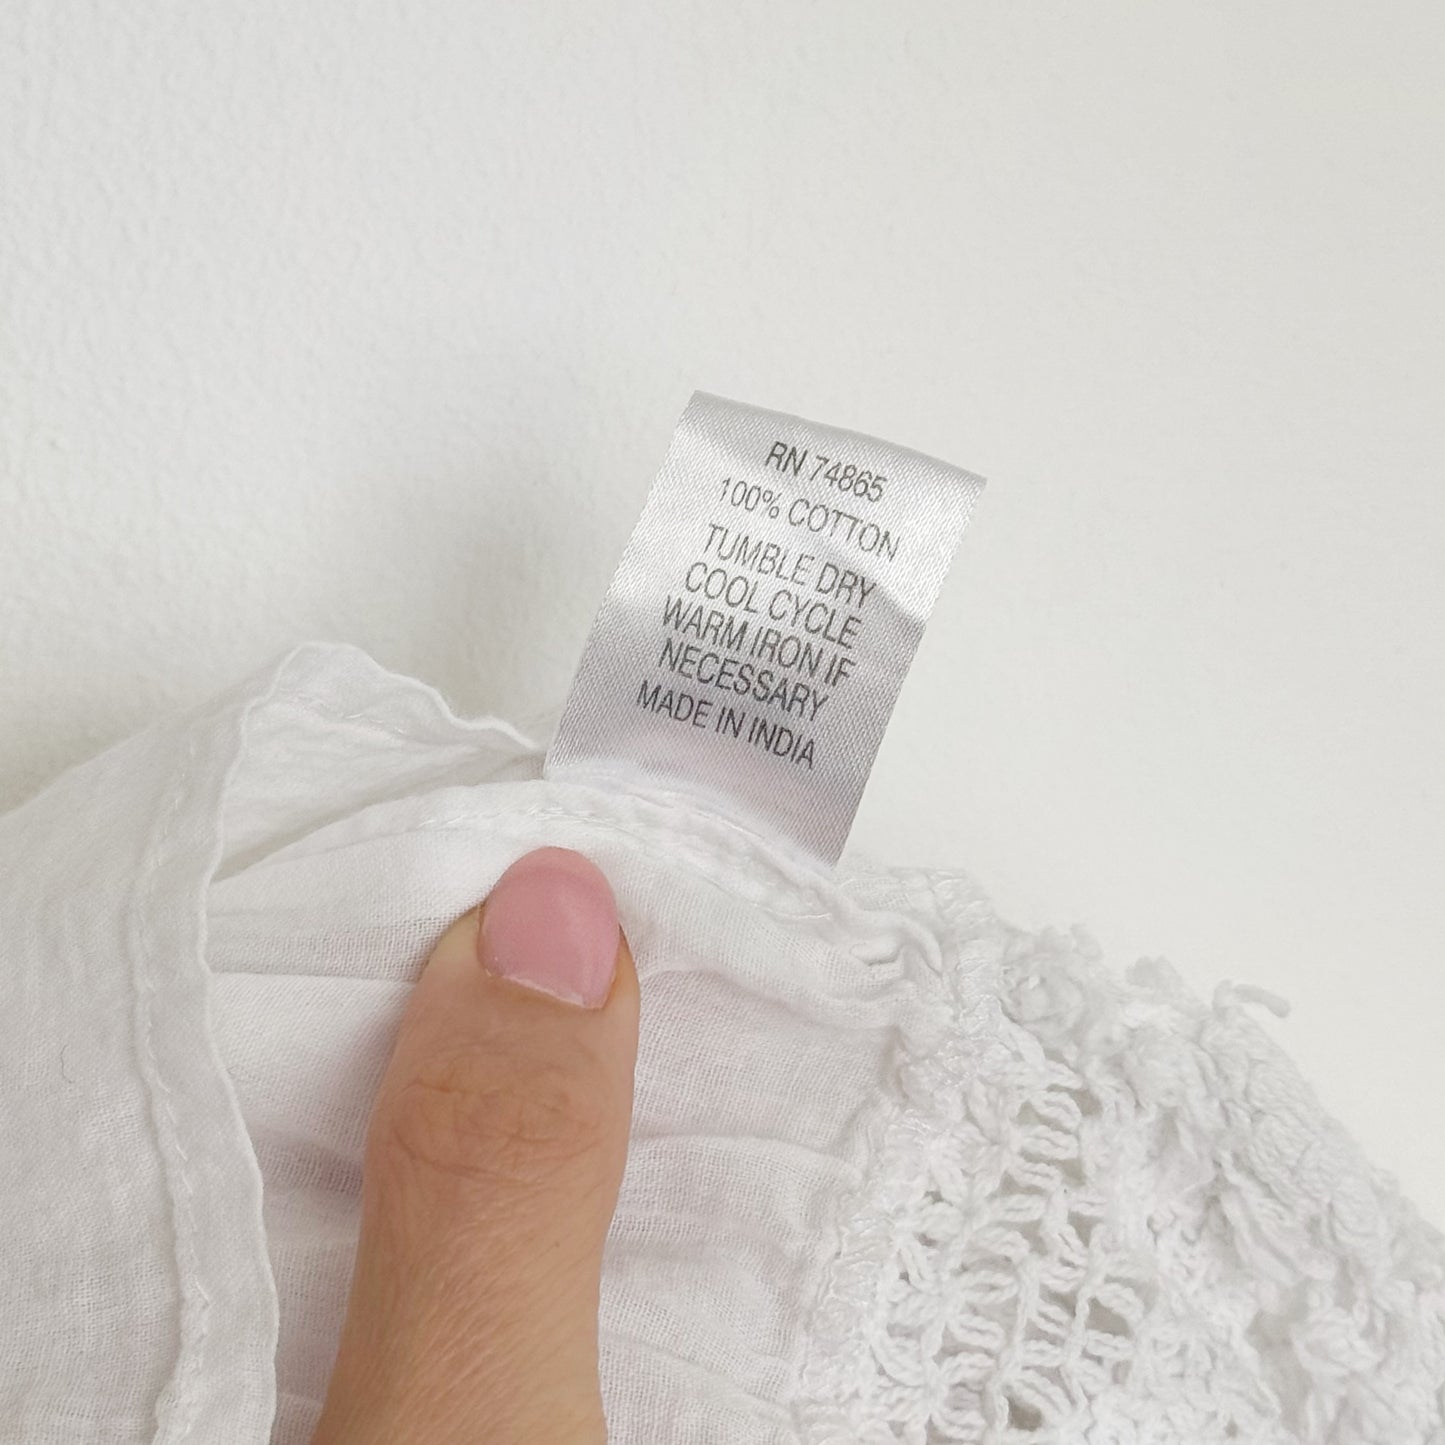 RN 74865
100% COTTON
TUMBLE DRY
COOL CYCLE
WARM IRON IF
NECESSARY
MADE IN INDIA